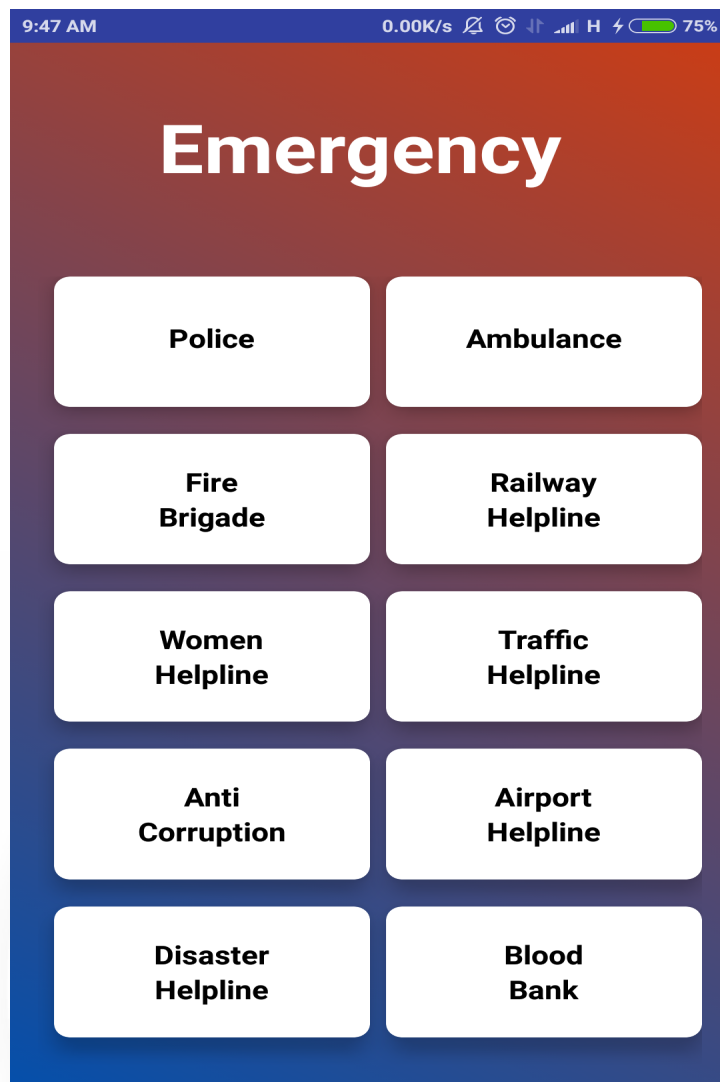 9:47 AM 0.00K/s H 75%
Emergency
Police
Ambulance
Fire
Brigade
Railway
Helpline
Women
Helpline
Traffic
Helpline
Anti
Corruption
Airport
Helpline
Disaster
Helpline
Blood
Bank